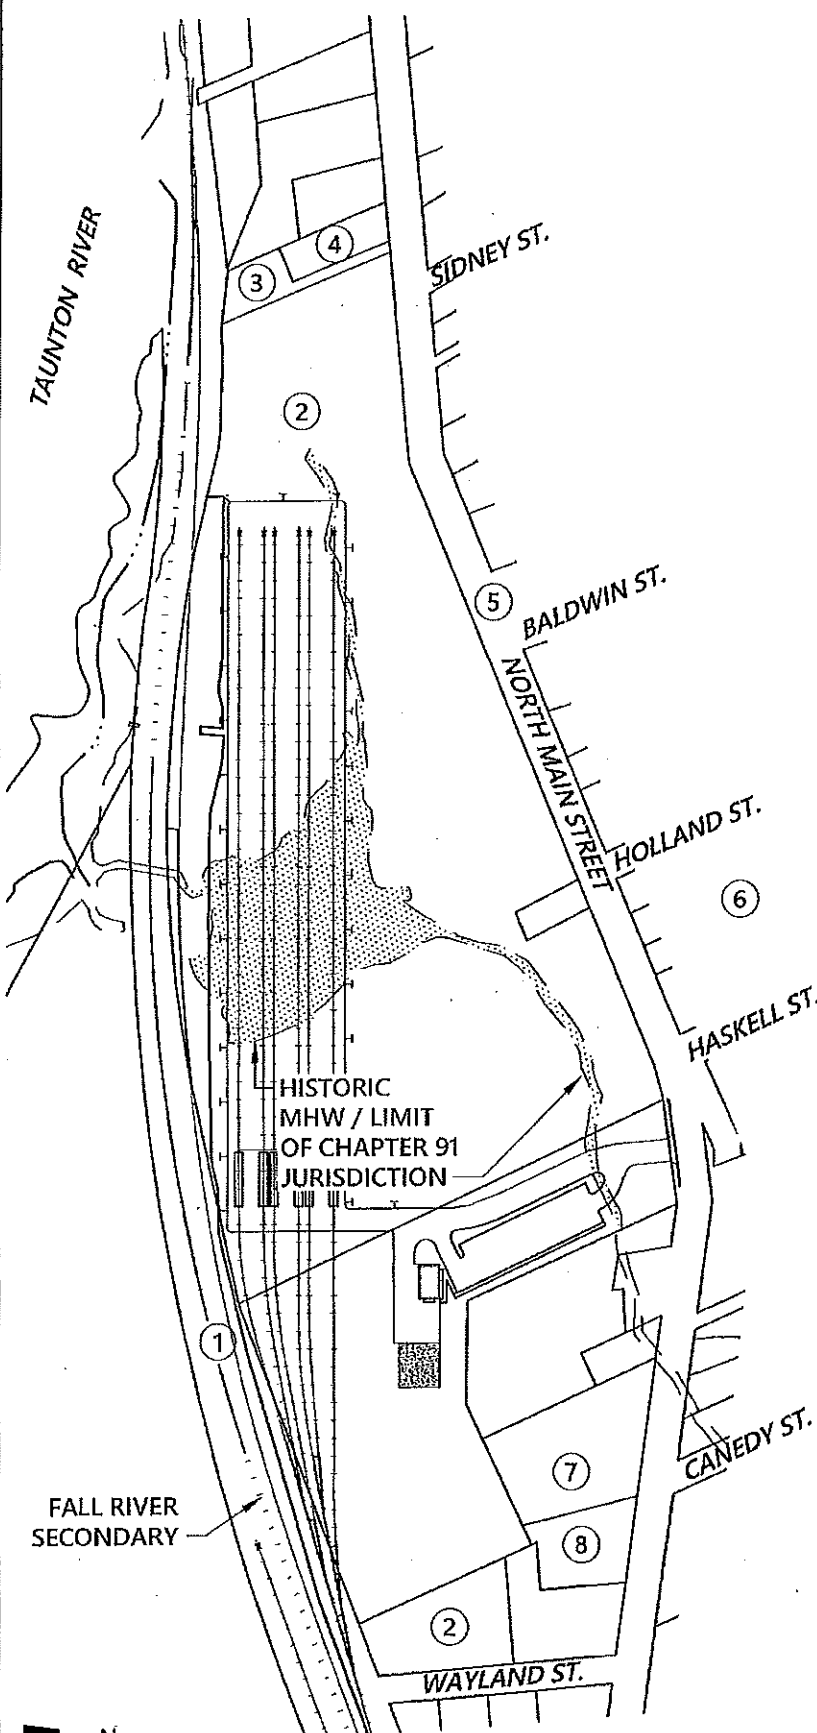 TAUNTON RIVER
SIDNEY ST.
4
3
2
5
BALDWIN ST.
NORTH MAIN STREET
HOLLAND ST.
6
HASKELL ST.
HISTORIC
MHW / LIMIT
OF CHAPTER 91
JURISDICTION
1
CANEDY ST.
7
FALL RIVER
SECONDARY
8
2
WAYLAND ST.
N